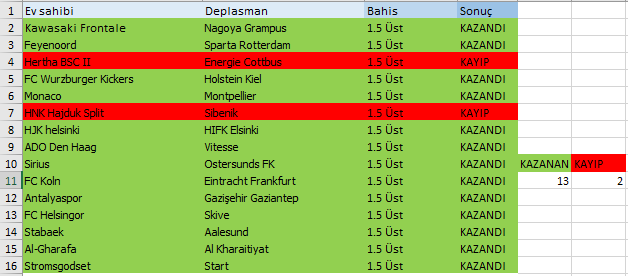 1 Ev sahibi Deplasman Bahis Sonuç
2 Kawasaki Frontale Nagoya Grampus 1.5 Üst KAZANDI
3 Feyenoord Sparta Rotterdam 1.5 Üst KAZANDI
4 Hertha BSC II Energie Cottbus 1.5 Üst KAYIP
5 FC Wurzburger Kickers Holstein Kiel 1.5 Üst KAZANDI
6 Monaco Montpellier 1.5 Üst KAZANDI
7 HNK Hajduk Split Sibenik 1.5 Üst KAYIP
8 HJK helsinki HIFK Elsinki 1.5 Üst KAZANDI
9 ADO Den Haag Vitesse 1.5 Üst KAZANDI
10 Sirius Ostersunds FK 1.5 Üst KAZANDI KAZANAN KAYIP
11 FC Koln Eintracht Frankfurt 1.5 Üst KAZANDI 13 2
12 Antalyaspor Gazişehir Gaziantep 1.5 Üst KAZANDI
13 FC Helsingor Skive 1.5 Üst KAZANDI
14 Stabaek Aalesund 1.5 Üst KAZANDI
15 Al-Gharafa Al Kharaitiyat 1.5 Üst KAZANDI
16 Stromsgodset Start 1.5 Üst KAZANDI